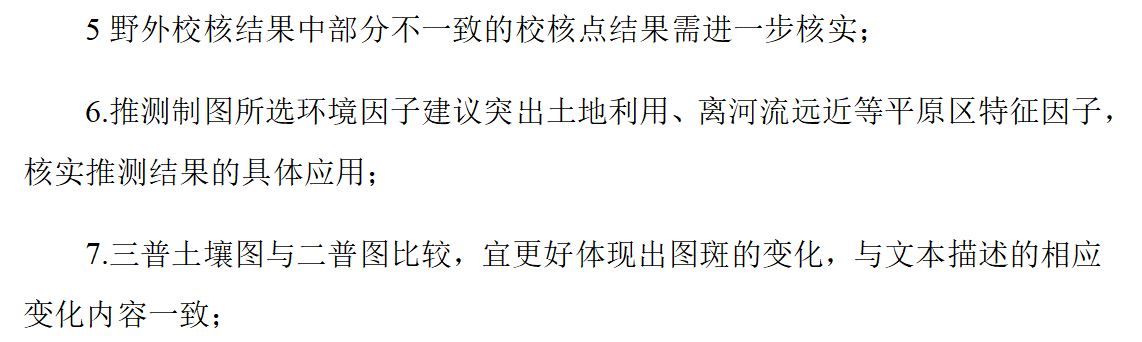 5 野外校核结果中部分不一致的校核点结果需进一步核实；
6.推测制图所选环境因子建议突出土地利用、离河流远近等平原区特征因子，
核实推测结果的具体应用；
7.三普土壤图与二普图比较，宜更好体现出图斑的变化，与文本描述的相应
变化内容一致；